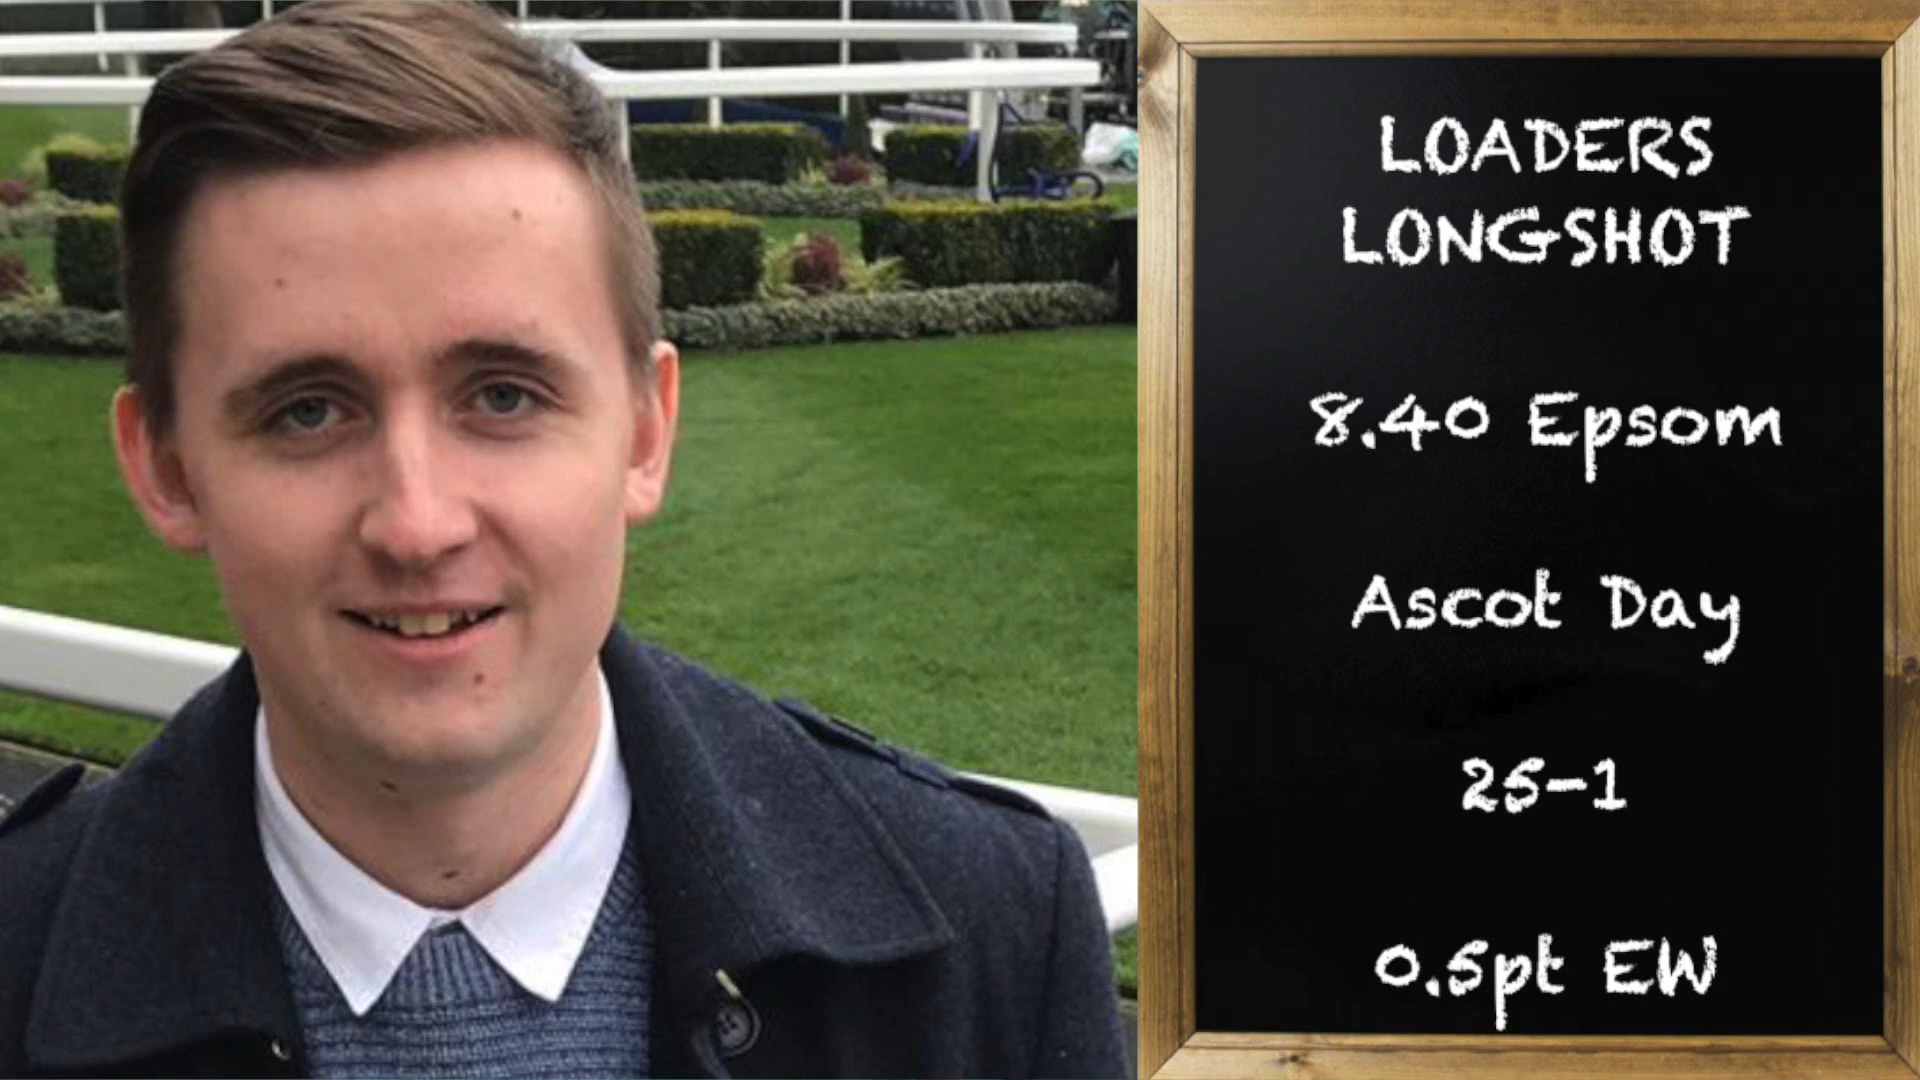 LOADERS
LONGSHOT
8.40 Epsom
Ascot Day
25-1
0.5pt EW